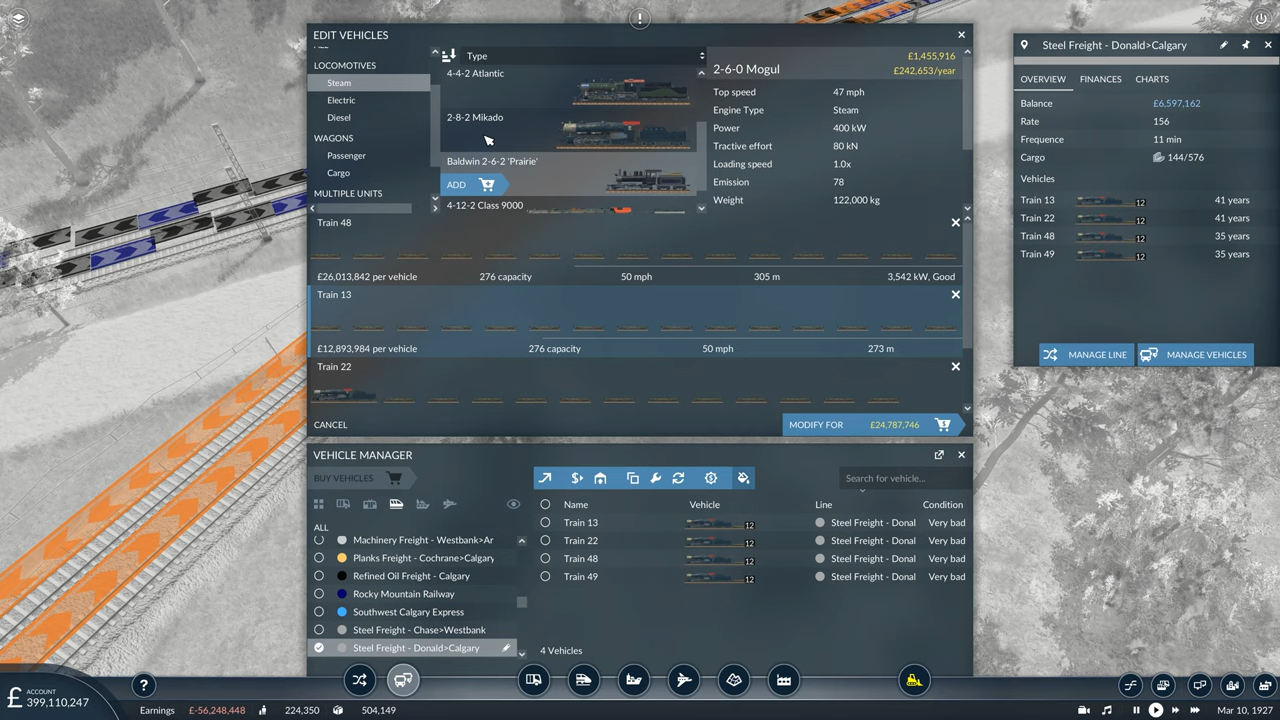 EDIT VEHICLES
LOCOMOTIVES
Steam
Electric
Diesel
WAGONS
Passenger
Cargo
MULTIPLE UNITS
Type
4-4-2 Atlantic
2-8-2 Mikado
Baldwin 2-6-2 'Prairie'
ADD
4-12-2 Class 9000
£1,455,916
2-6-0 Mogul
£242,653/year
Top speed 47 mph
Engine Type Steam
Power 400 kW
Tractive effort 80 kN
Loading speed 1.0x
Emission 78
Weight 122,000 kg
Train 48
£26,013,842 per vehicle 276 capacity 50 mph 305 m 3,542 kW, Good
Train 13
£12,893,984 per vehicle 276 capacity 50 mph 273 m
Train 22
CANCEL
MODIFY FOR £24,787,746
VEHICLE MANAGER
BUY VEHICLES
Search for vehicle...
ALL
Machinery Freight - Westbank>Ar
Planks Freight - Cochrane>Calgary
Refined Oil Freight - Calgary
Rocky Mountain Railway
Southwest Calgary Express
Steel Freight - Chase>Westbank
Steel Freight - Donald>Calgary
Name Vehicle Line Condition
Train 13 12 Steel Freight - Donal Very bad
Train 22 12 Steel Freight - Donal Very bad
Train 48 12 Steel Freight - Donal Very bad
Train 49 12 Steel Freight - Donal Very bad
4 Vehicles
Steel Freight - Donald>Calgary
OVERVIEW FINANCES CHARTS
Balance £6,597,162
Rate 156
Frequence 11 min
Cargo 144/576
Vehicles
Train 13 12 41 years
Train 22 12 41 years
Train 48 12 35 years
Train 49 12 35 years
MANAGE LINE
MANAGE VEHICLES
£ ACCOUNT
399,110,247
?
Earnings £-56,248,448 224,350 504,149
Mar 10, 1927